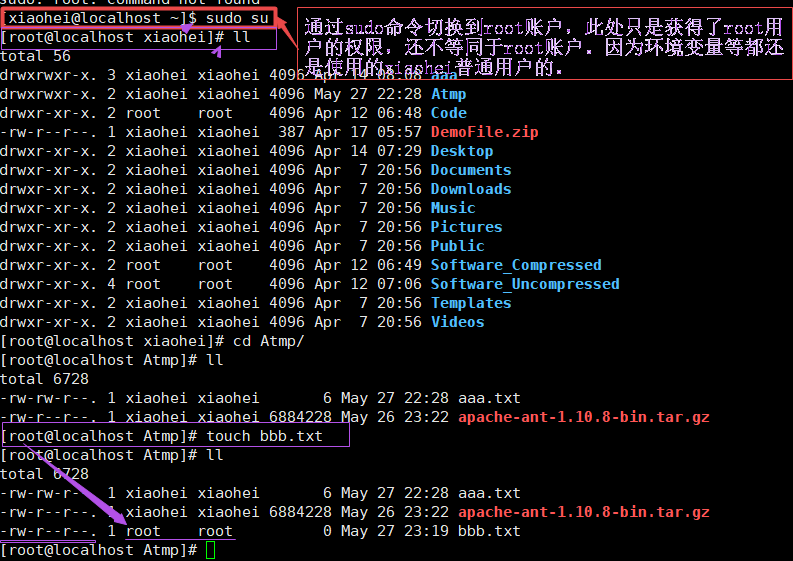 sudo: root: command not found
[xiaohei@localhost ~]$ sudo su
通过sudo命令切换到root账户，此处只是获得了root用
户的权限，还不等同于root账户．因为环境变量等都还
是使用的xiaohei普通用户的．
[root@localhost xiaohei]# ll
total 56
drwxrwxr-x. 3 xiaohei xiaohei 4096 Apr 14 08:08 aaa
drwxrwxr-x. 2 xiaohei xiaohei 4096 May 27 22:28 Atmp
drwxr-xr-x. 2 root    root    4096 Apr 12 06:48 Code
-rw-r--r--. 1 xiaohei xiaohei  387 Apr 17 05:57 DemoFile.zip
drwxr-xr-x. 2 xiaohei xiaohei 4096 Apr 14 07:29 Desktop
drwxr-xr-x. 2 xiaohei xiaohei 4096 Apr  7 20:56 Documents
drwxr-xr-x. 2 xiaohei xiaohei 4096 Apr  7 20:56 Downloads
drwxr-xr-x. 2 xiaohei xiaohei 4096 Apr  7 20:56 Music
drwxr-xr-x. 2 xiaohei xiaohei 4096 Apr  7 20:56 Pictures
drwxr-xr-x. 2 xiaohei xiaohei 4096 Apr  7 20:56 Public
drwxr-xr-x. 2 root    root    4096 Apr 12 06:49 Software_Compressed
drwxr-xr-x. 4 root    root    4096 Apr 12 07:06 Software_Uncompressed
drwxr-xr-x. 2 xiaohei xiaohei 4096 Apr  7 20:56 Templates
drwxr-xr-x. 2 xiaohei xiaohei 4096 Apr  7 20:56 Videos
[root@localhost xiaohei]# cd Atmp/
[root@localhost Atmp]# ll
total 6728
-rw-rw-r--. 1 xiaohei xiaohei       6 May 27 22:28 aaa.txt
-rw-r--r--. 1 xiaohei xiaohei 6884228 May 26 23:22 apache-ant-1.10.8-bin.tar.gz
[root@localhost Atmp]# touch bbb.txt
[root@localhost Atmp]# ll
total 6728
-rw-rw-r--. 1 xiaohei xiaohei       6 May 27 22:28 aaa.txt
-rw-r--r--. 1 xiaohei xiaohei 6884228 May 26 23:22 apache-ant-1.10.8-bin.tar.gz
-rw-r--r--. 1 root    root          0 May 27 23:19 bbb.txt
[root@localhost Atmp]#